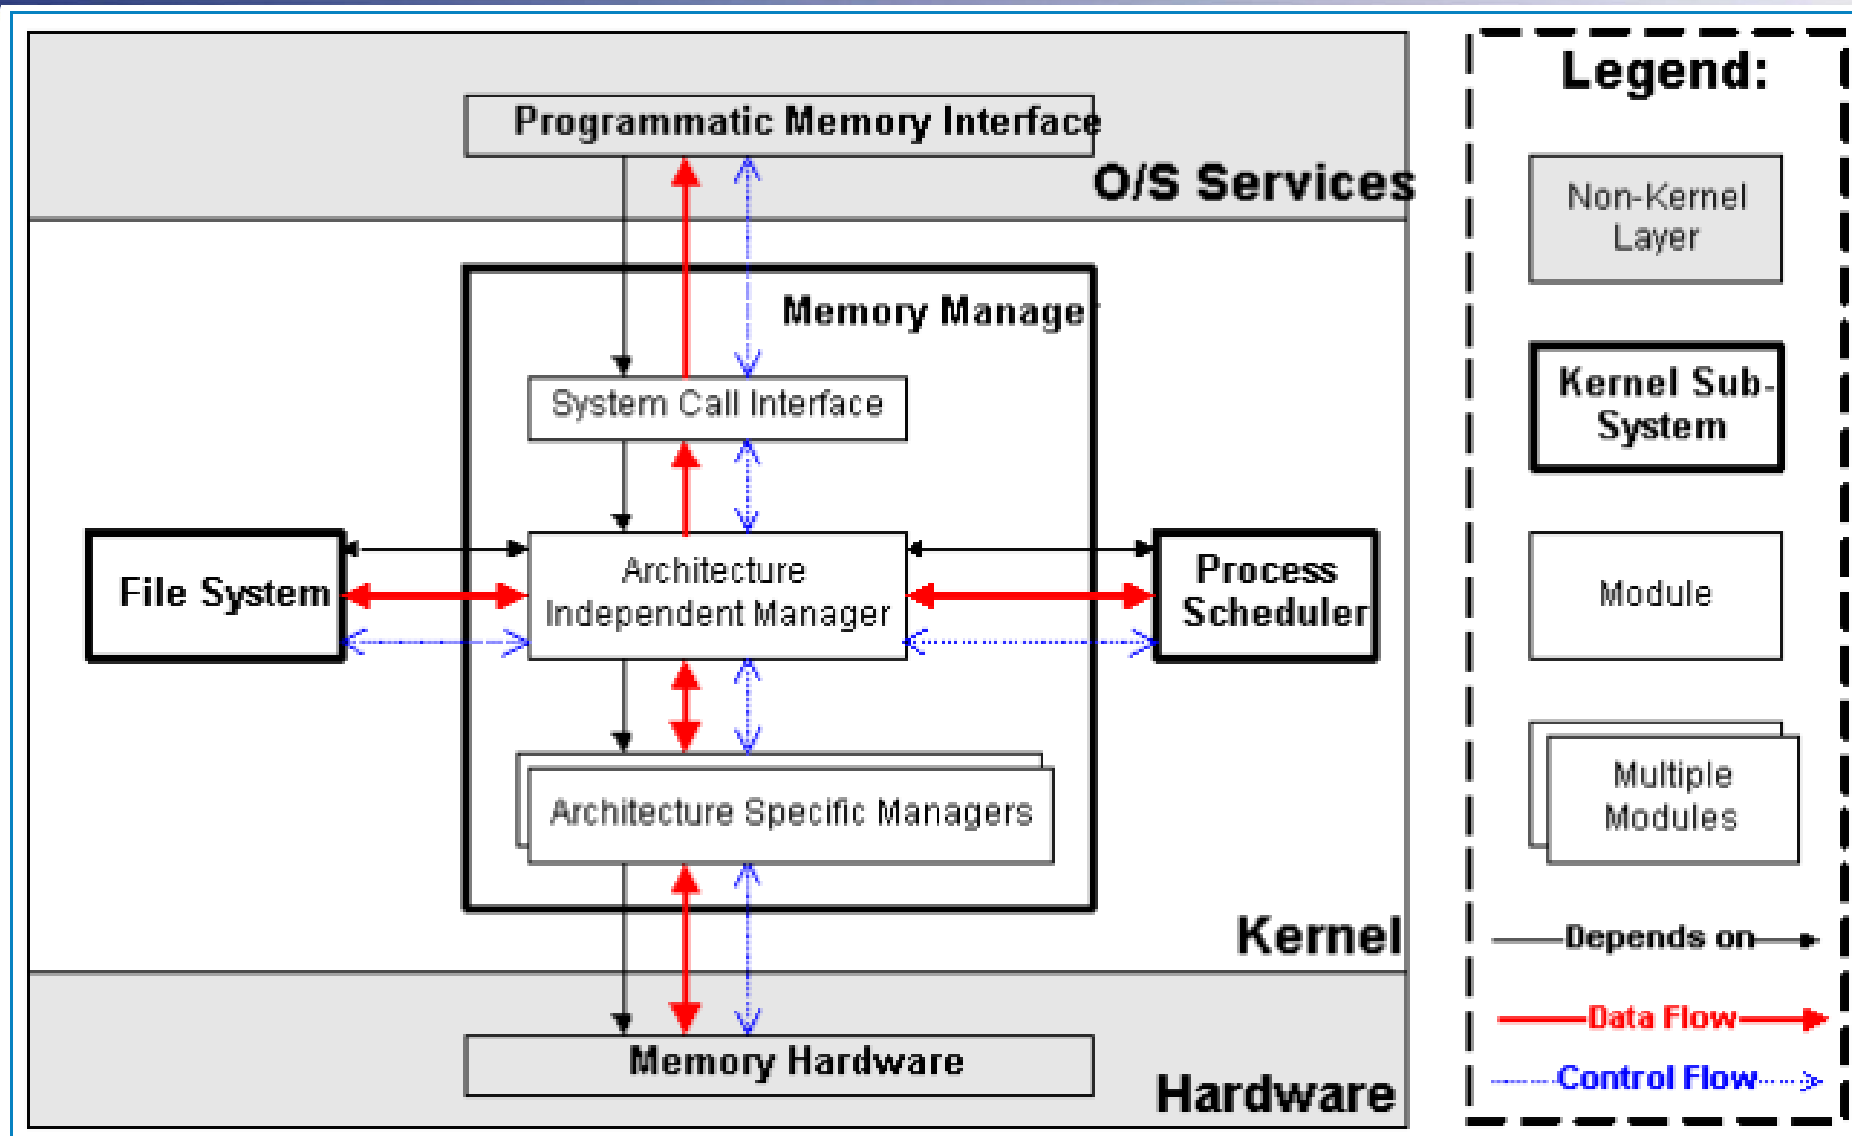 Programmatic Memory Interface
O/S Services
Memory Manager
System Call Interface
File System
Architecture
Independent Manager
Process
Scheduler
Architecture Specific Managers
Kernel
Memory Hardware
Hardware
Legend:
Non-Kernel
Layer
Kernel Sub-
System
Module
Multiple
Modules
Depends on
Data Flow
Control Flow